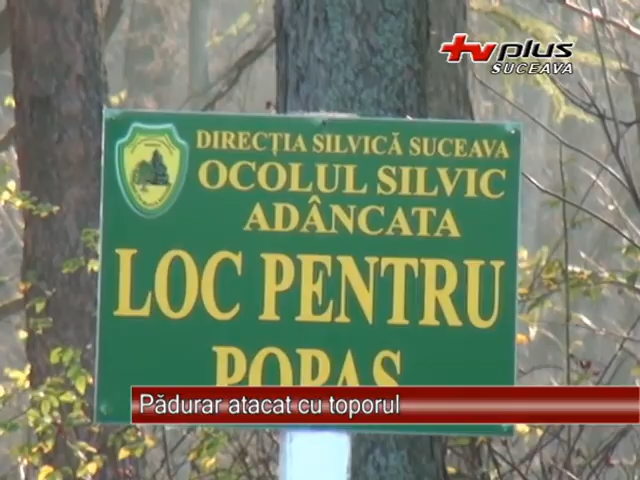 tv plus
SUCEAVA
DIRECȚIA SILVICĂ SUCEAVA
OCOLUL SILVIC
ADÂNCATA
LOC PENTRU
POPAS
Pădurar atacat cu toporul